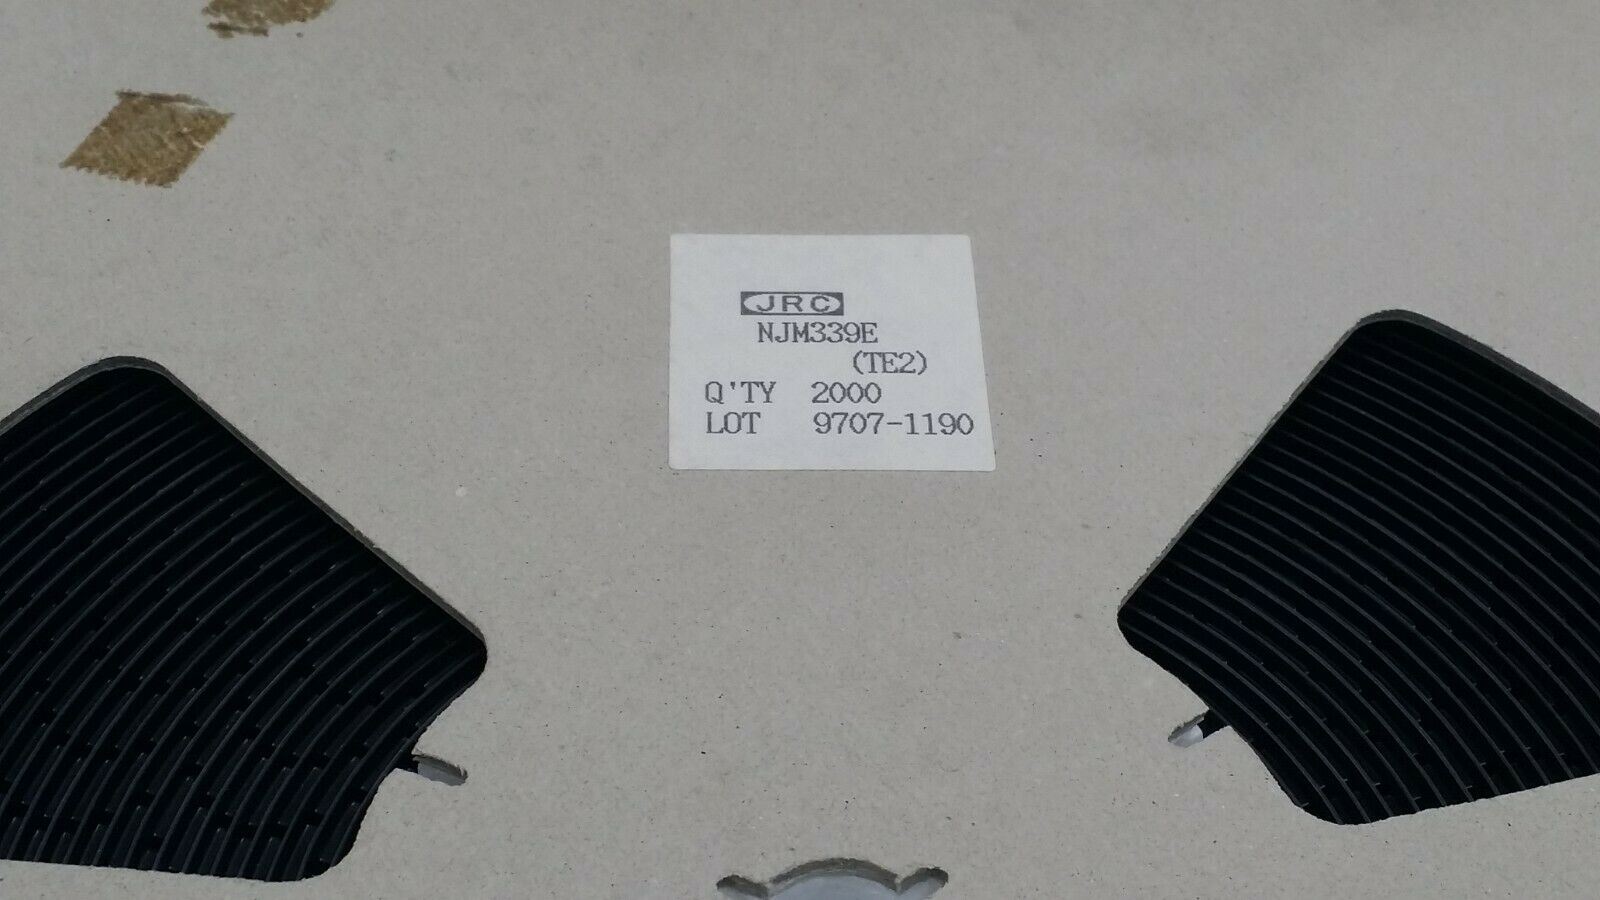 JRC
NJM339E
(TE2)
Q'TY 2000
LOT 9707-1190